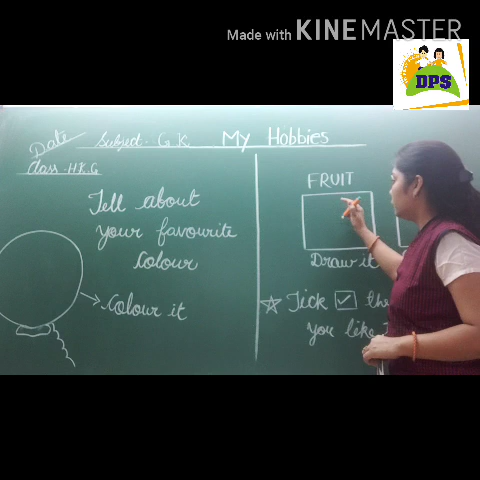 Made with KINEMASTER
DPS
Date
Subject - G.K
My Hobbies
Class - H.K.G
Tell about
your favourite
Colour
Colour it
FRUIT
Draw it
Tick ☑ the
you like